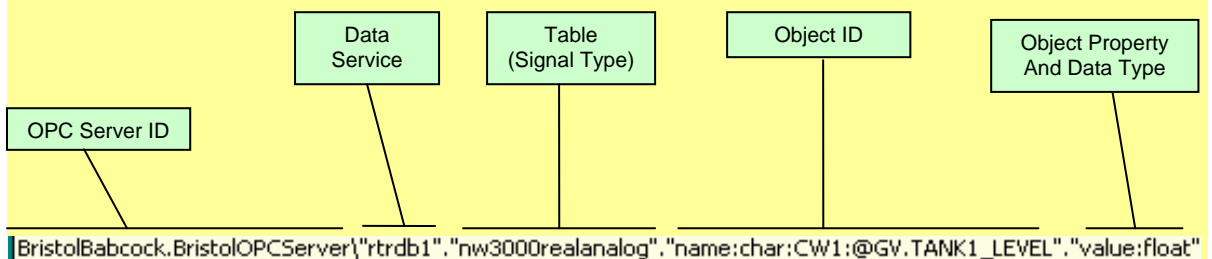 Data
Service
Table
(Signal Type)
Object ID
Object Property
And Data Type
OPC Server ID
BristolBabcock.BristolOPCServer\"rtrdb1"."nw3000realanalog"."name:char:CW1:@GV.TANK1_LEVEL"."value:float"